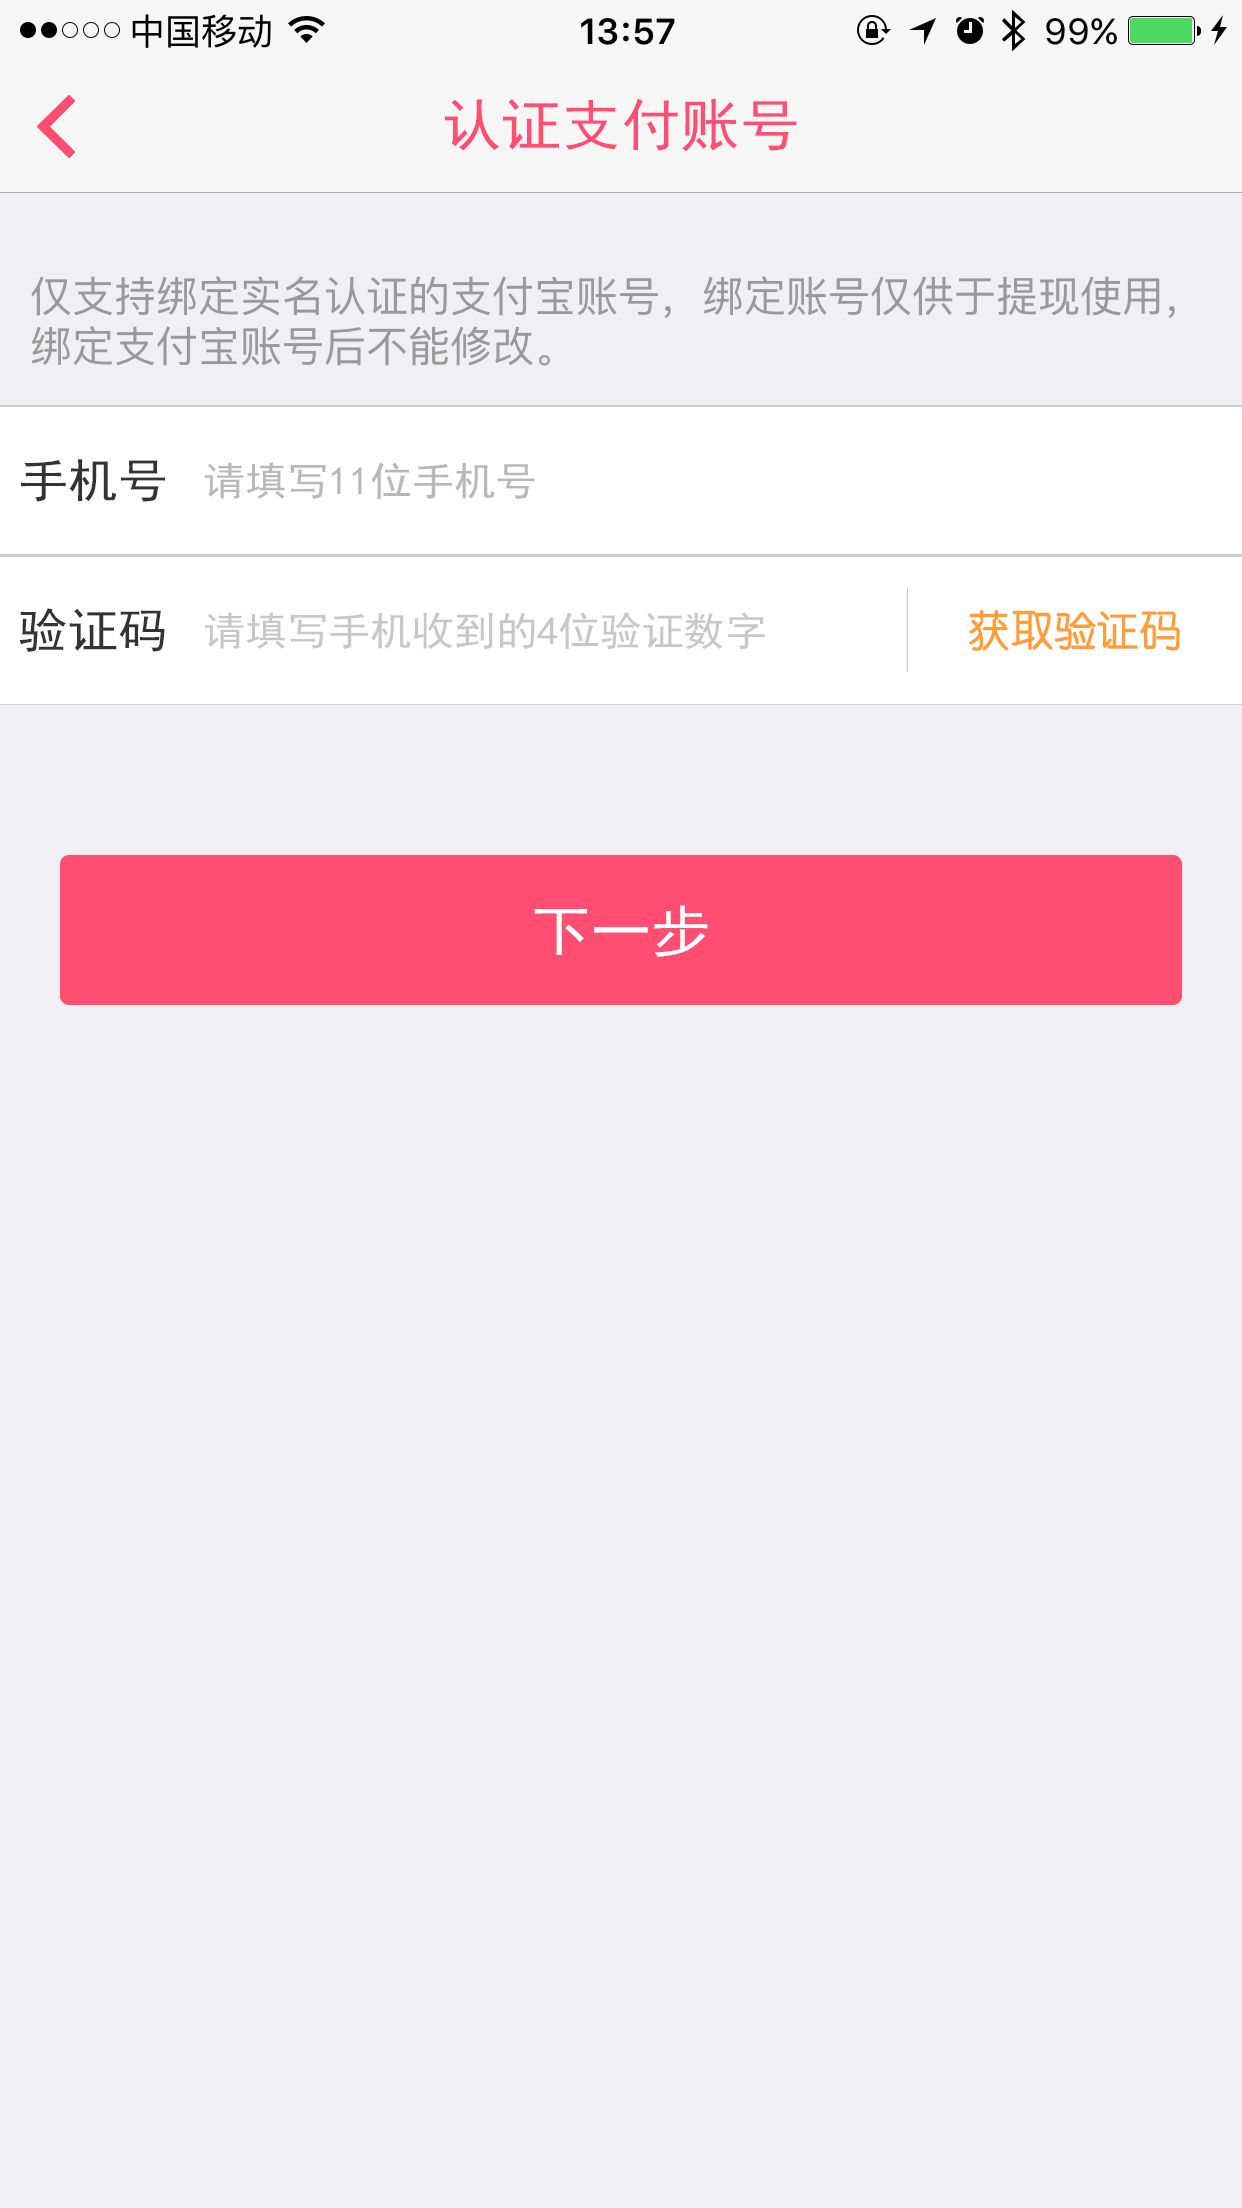 中国移动 13:57 99%
认证支付账号
仅支持绑定实名认证的支付宝账号，绑定账号仅供于提现使用，
绑定支付宝账号后不能修改。
手机号 请填写11位手机号
验证码 请填写手机收到的4位验证数字 获取验证码
下一步